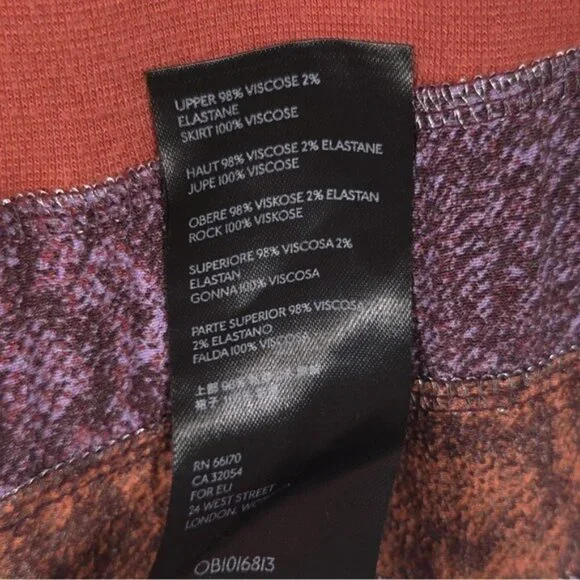 UPPER 98% VISCOSE 2%
ELASTANE
SKIRT 100% VISCOSE
HAUT 98% VISCOSE 2% ELASTANE
JUPE 100% VISCOSE
OBERE 98% VISKOSE 2% ELASTAN
ROCK 100% VISKOSE
SUPERIORE 98% VISCOSA 2%
ELASTAN
GONNA 100% VISCOSA
PARTE SUPERIOR 98% VISCOSA
2% ELASTANO
FALDA 100% VISCOSA
上部
裙子
RN 66170
CA 32054
FOR EU
24 WEST STREET
LONDON.
OB1016813